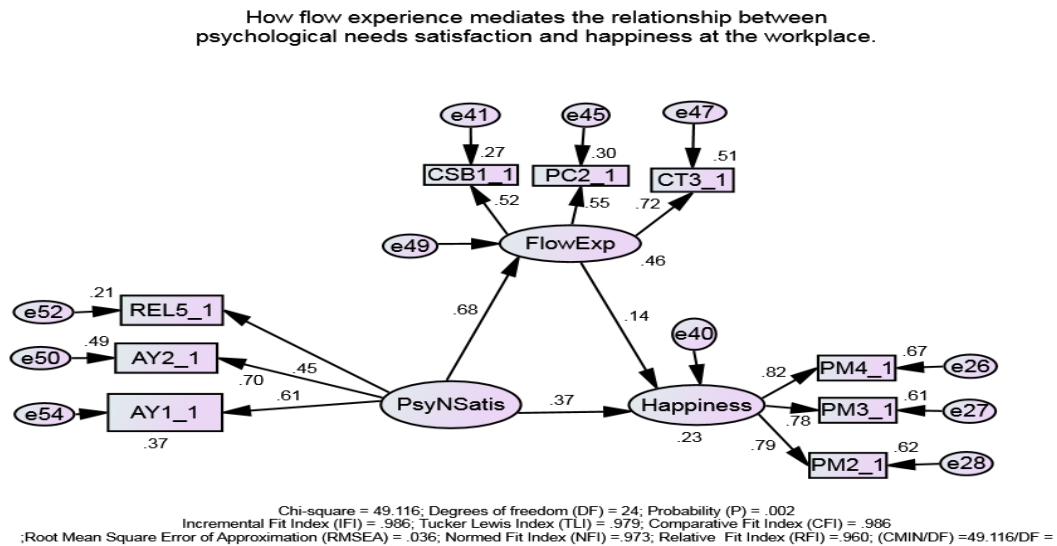 How flow experience mediates the relationship between
psychological needs satisfaction and happiness at the workplace.
e41
e45
e47
.27
.30
.51
CSB1_1
PC2_1
CT3_1
.52
.55
.72
e49
FlowExp
.46
.68
.14
e52
.21
REL5_1
e50
.49
AY2_1
e54
AY1_1
.37
.45
.70
.61
PsyNSatis
.37
e40
Happiness
.23
.82
.78
.79
PM4_1
.67
e26
PM3_1
.61
e27
PM2_1
.62
e28
Chi-square = 49.116; Degrees of freedom (DF) = 24; Probability (P) = .002
Incremental Fit Index (IFI) = .986; Tucker Lewis Index (TLI) = .979; Comparative Fit Index (CFI) = .986
;Root Mean Square Error of Approximation (RMSEA) = .036; Normed Fit Index (NFI) =.973; Relative Fit Index (RFI) =.960; (CMIN/DF) =49.116/DF =